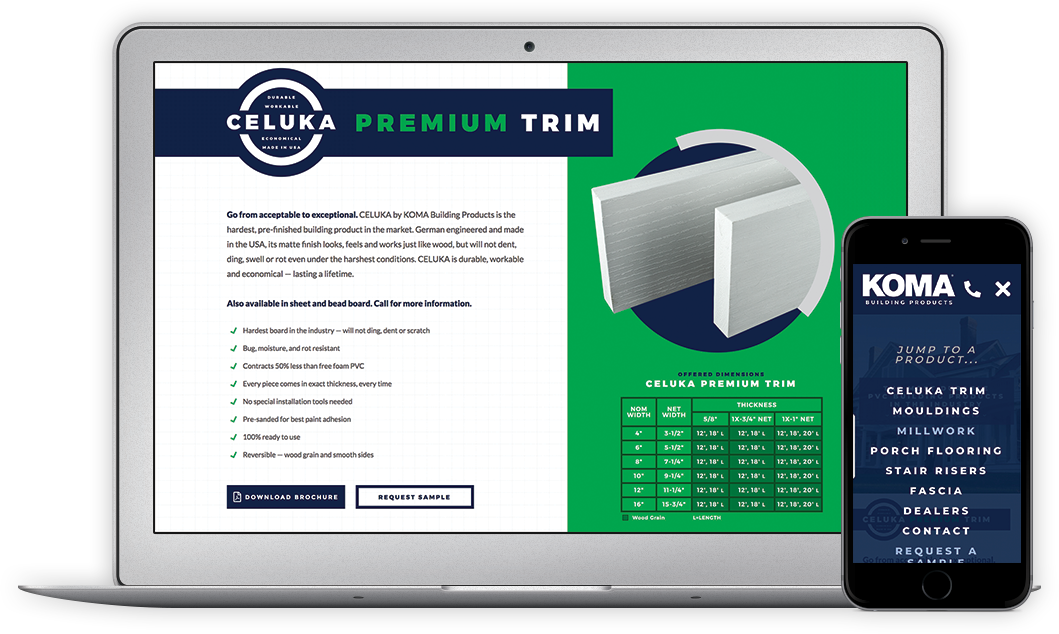 DURABLE
WORKABLE
CELUKA
ECONOMICAL
MADE IN USA
PREMIUM TRIM
Go from acceptable to exceptional. CELUKA by KOMA Building Products is the
hardest, pre-finished building product in the market. German engineered and made
in the USA, its matte finish looks, feels and works just like wood, but will not dent,
ding, swell or rot even under the harshest conditions. CELUKA is durable, workable
and economical — lasting a lifetime.
Also available in sheet and bead board. Call for more information.
Hardest board in the industry — will not ding, dent or scratch
Bug, moisture, and rot resistant
Contracts 50% less than free foam PVC
Every piece comes in exact thickness, every time
No special installation tools needed
Pre-sanded for best paint adhesion
100% ready to use
Reversible — wood grain and smooth sides
DOWNLOAD BROCHURE
REQUEST SAMPLE
OFFERED DIMENSIONS
CELUKA PREMIUM TRIM
NOM WIDTH NET WIDTH THICKNESS
5/8" 1X-3/4" NET 1X-1" NET
4" 3-1/2" 12', 18' L 12', 18' L 12', 18', 20' L
6" 5-1/2" 12', 18' L 12', 18' L 12', 18', 20' L
8" 7-1/4" 12', 18' L 12', 18' L 12', 18', 20' L
10" 9-1/4" 12', 18' L 12', 18' L 12', 18', 20' L
12" 11-1/4" 12', 18' L 12', 18' L 12', 18', 20' L
16" 15-3/4" 12', 18' L 12', 18' L 12', 18', 20' L
Wood Grain L=LENGTH
KOMA
BUILDING PRODUCTS
JUMP TO A
PRODUCT...
CELUKA TRIM
MOULDINGS
MILLWORK
PORCH FLOORING
STAIR RISERS
FASCIA
DEALERS
CONTACT
REQUEST A
SAMPLE